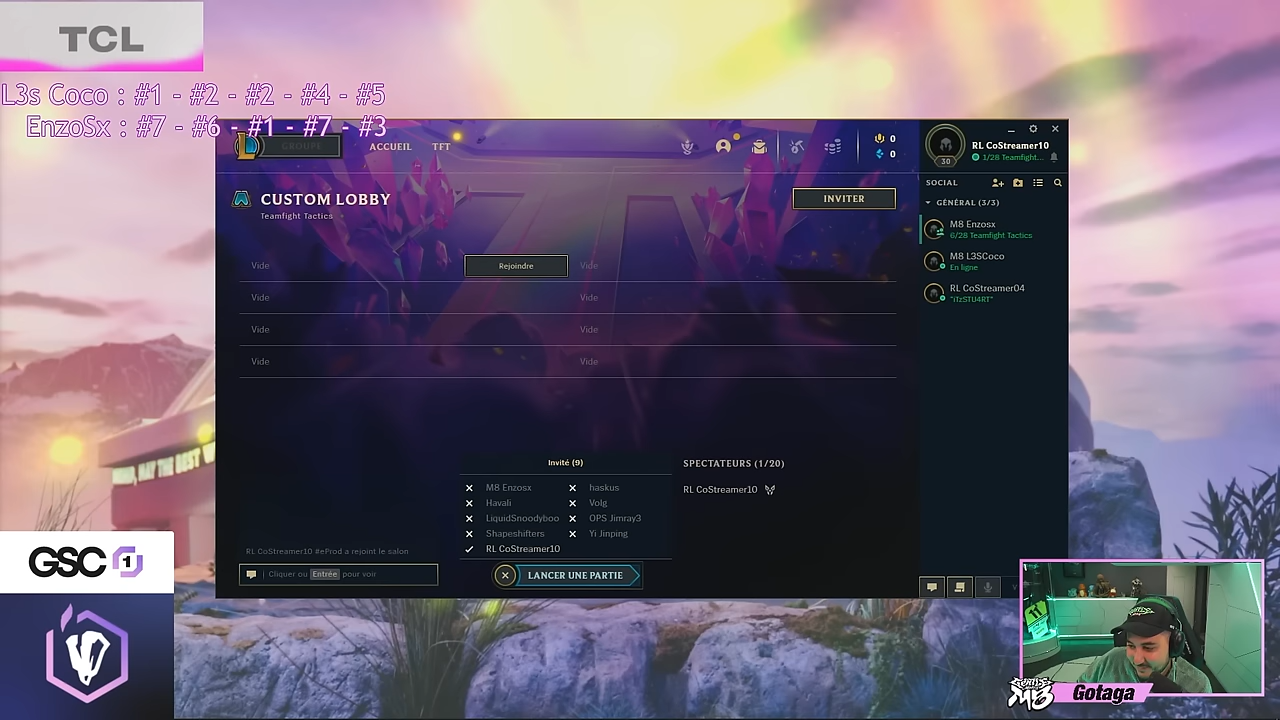 TCL
L3s Coco : #1 - #2 - #2 - #4 - #5
EnzoSx : #7 - #6 - #1 - #7 - #3
GROUPE
ACCUEIL
TFT
0
0
30
RL CoStreamer10
1/28 Teamfight...
CUSTOM LOBBY
Teamfight Tactics
INVITER
SOCIAL
GÉNÉRAL (3/3)
M8 Enzosx
6/28 Teamfight Tactics
M8 L3SCoco
En ligne
RL CoStreamer04
"iTzSTU4RT"
Vide
Rejoindre
Vide
Vide
Vide
Vide
Vide
Vide
Vide
Invité (9)
M8 Enzosx
haskus
Havali
Volg
LiquidSnoodyboo
OPS Jimray3
Shapeshifters
Yi Jinping
RL CoStreamer10
SPECTATEURS (1/20)
RL CoStreamer10
RL CoStreamer10 #eProd a rejoint le salon
Cliquer ou Entrée pour voir
LANCER UNE PARTIE
GSC 1
GENTLE
M8
Gotaga